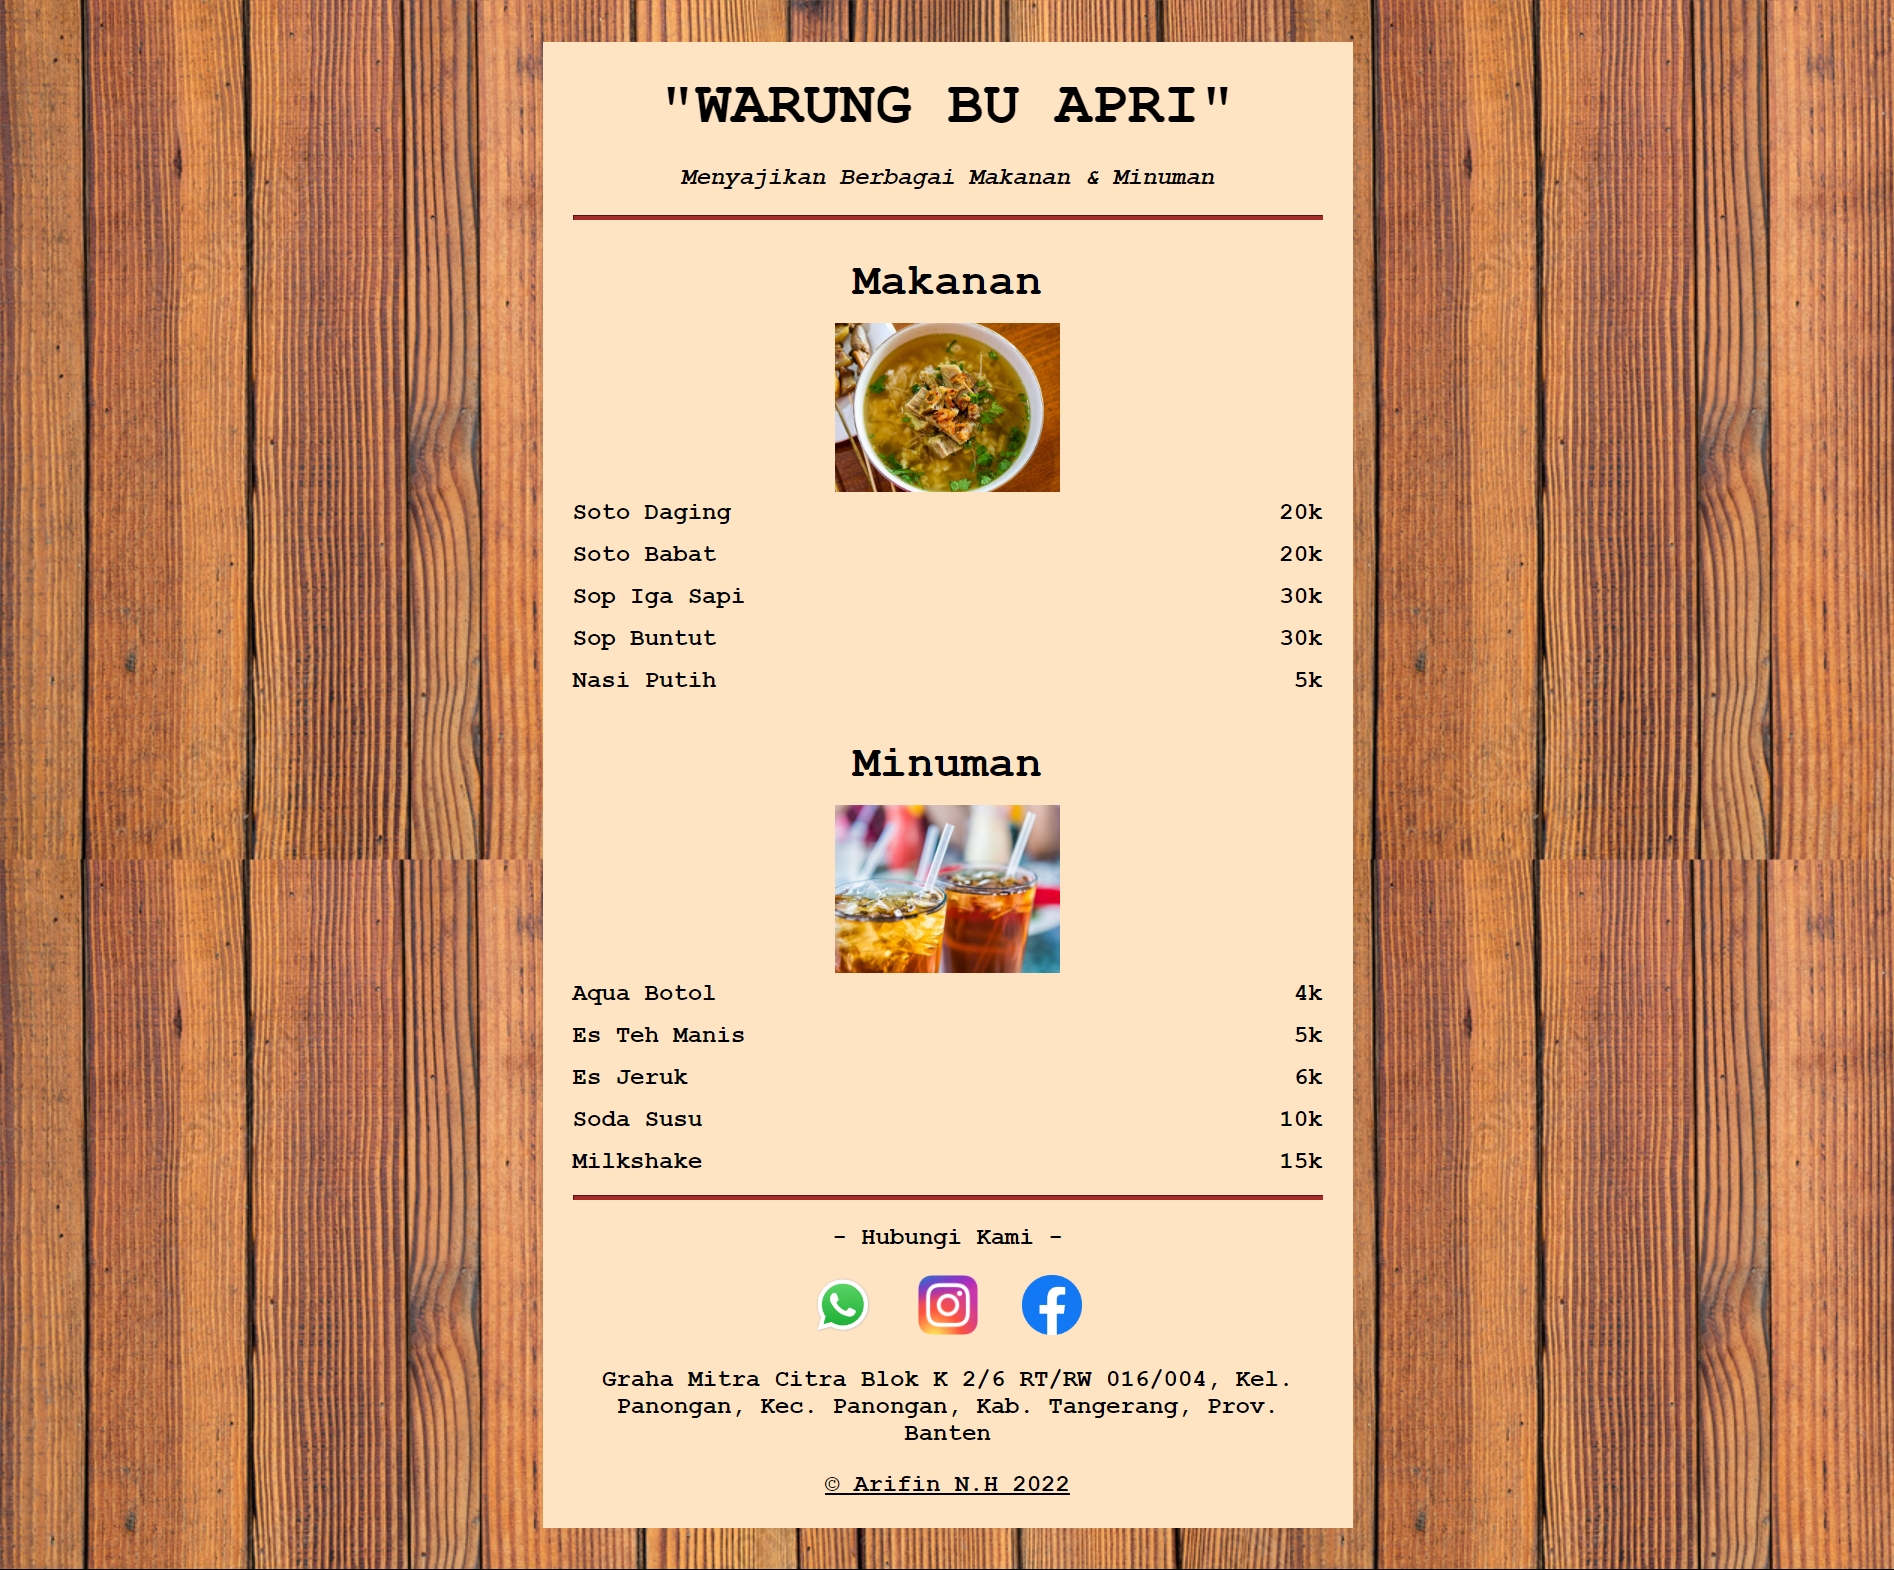 "WARUNG BU APRI"
Menyajikan Berbagai Makanan & Minuman
Makanan
Soto Daging 20k
Soto Babat 20k
Sop Iga Sapi 30k
Sop Buntut 30k
Nasi Putih 5k
Minuman
Aqua Botol 4k
Es Teh Manis 5k
Es Jeruk 6k
Soda Susu 10k
Milkshake 15k
- Hubungi Kami -
Graha Mitra Citra Blok K 2/6 RT/RW 016/004, Kel.
Panongan, Kec. Panongan, Kab. Tangerang, Prov.
Banten
© Arifin N.H 2022